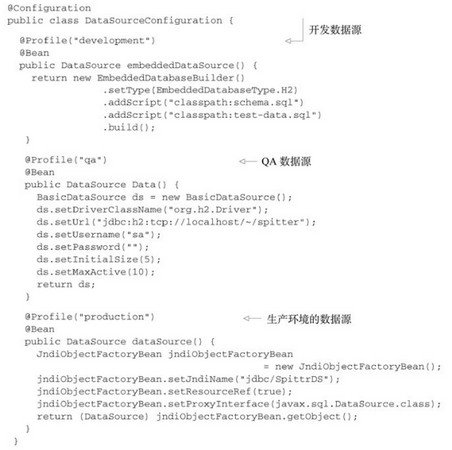 @Configuration
public class DataSourceConfiguration {
@Profile("development") 开发数据源
@Bean
public DataSource embeddedDataSource() {
return new EmbeddedDatabaseBuilder()
.setType(EmbeddedDatabaseType.H2)
.addScript("classpath:schema.sql")
.addScript("classpath:test-data.sql")
.build();
}
@Profile("qa") QA 数据源
@Bean
public DataSource Data() {
BasicDataSource ds = new BasicDataSource();
ds.setDriverClassName("org.h2.Driver");
ds.setUrl("jdbc:h2:tcp://localhost/~/spitter");
ds.setUsername("sa");
ds.setPassword("");
ds.setInitialSize(5);
ds.setMaxActive(10);
return ds;
}
@Profile("production") 生产环境的数据源
@Bean
public DataSource dataSource() {
JndiObjectFactoryBean jndiObjectFactoryBean
= new JndiObjectFactoryBean();
jndiObjectFactoryBean.setJndiName("jdbc/SpittrDS");
jndiObjectFactoryBean.setResourceRef(true);
jndiObjectFactoryBean.setProxyInterface(javax.sql.DataSource.class);
return (DataSource) jndiObjectFactoryBean.getObject();
}
}